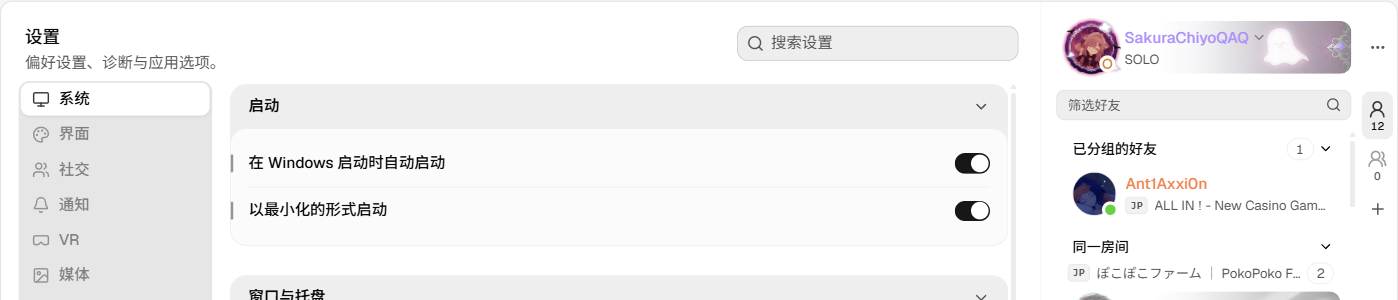 设置
偏好设置、诊断与应用选项。
搜索设置
系统
界面
社交
通知
VR
媒体
启动
在 Windows 启动时自动启动
以最小化的形式启动
窗口与托盘
SakuraChiyoQAQ
SOLO
筛选好友
12
0
已分组的好友
1
Ant1Axxi0n
JP ALL IN ! - New Casino Gam...
同一房间
JP ぽこぽこファーム | PokoPoko F... 2